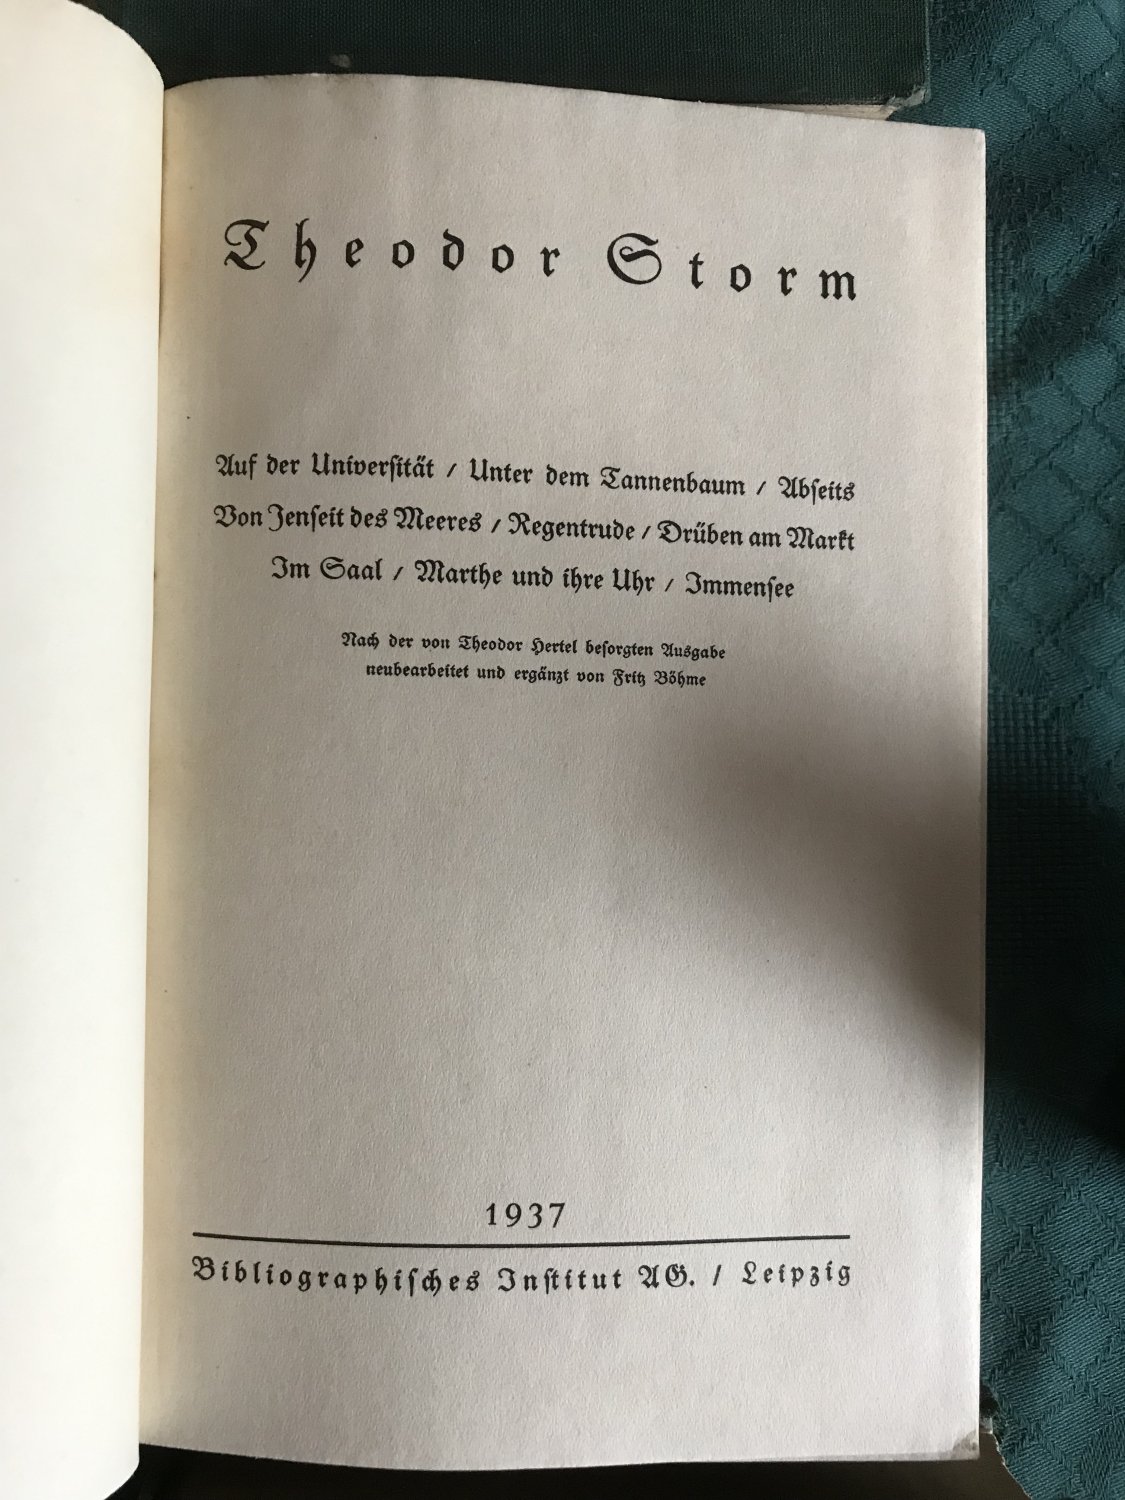 Theodor Storm
Auf der Universität / Unter dem Tannenbaum / Abseits
Von Jenseit des Meeres / Regentrude / Drüben am Markt
Im Saal / Marthe und ihre Uhr / Immensee
Nach der von Theodor Hertel besorgten Ausgabe
neubearbeitet und ergänzt von Fritz Böhme
1937
Bibliographisches Institut AG. / Leipzig